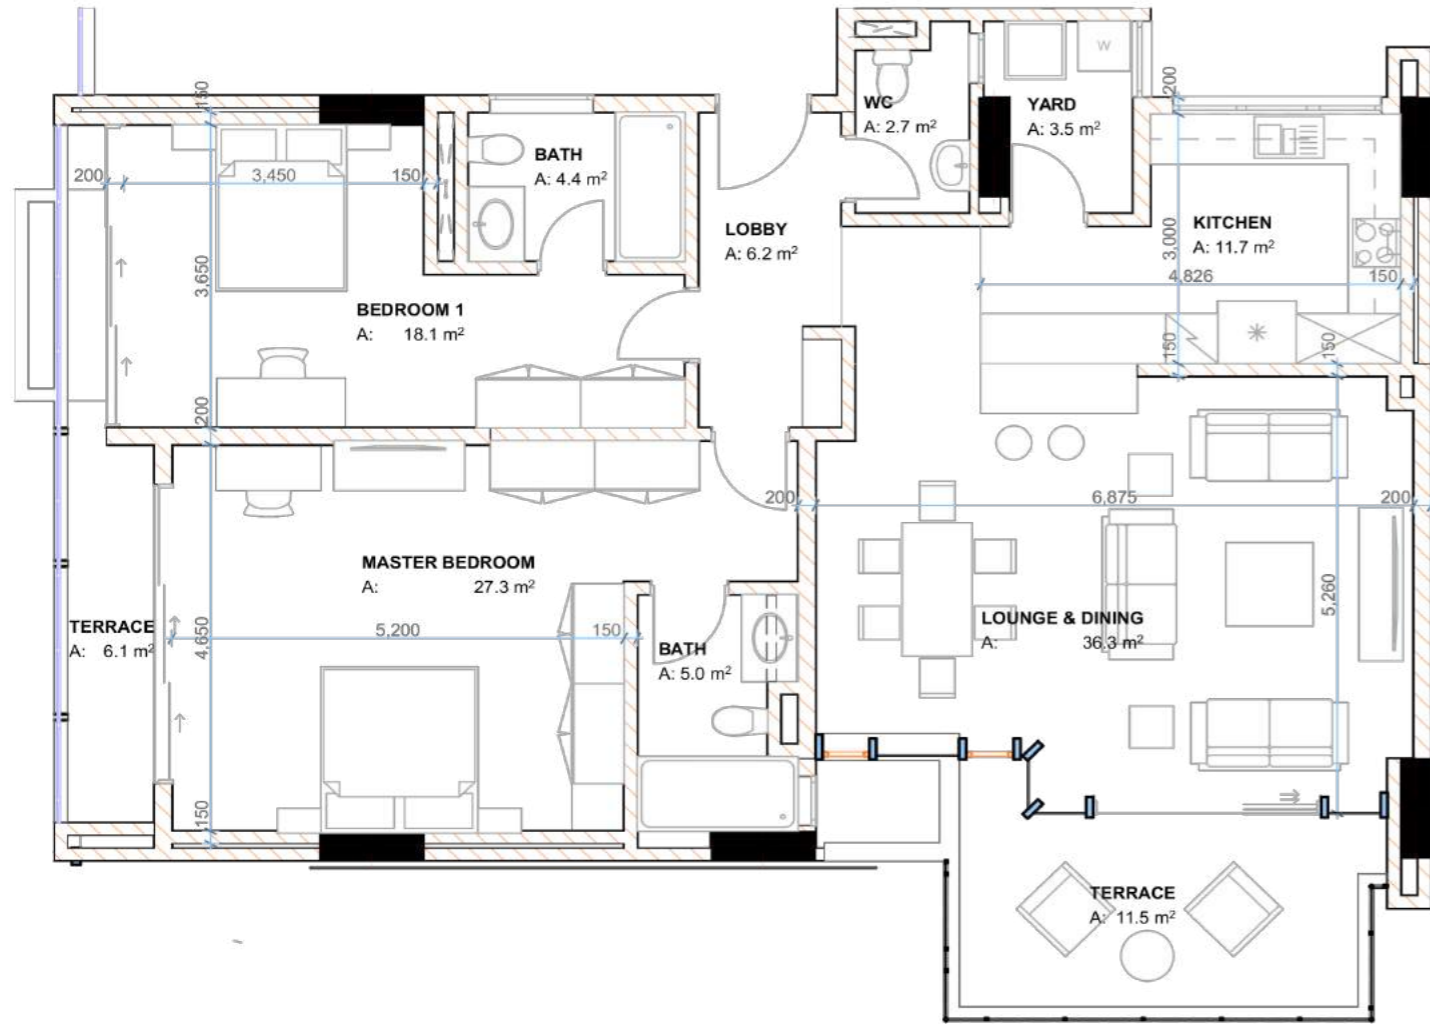 W
WC
A: 2.7 m²
YARD
A: 3.5 m²
150
200
BATH
A: 4.4 m²
200
3,450
150
LOBBY
A: 6.2 m²
KITCHEN
A: 11.7 m²
3,000
4,826
150
3,650
BEDROOM 1
A: 18.1 m²
150
150
200
200
6,875
200
MASTER BEDROOM
A: 27.3 m²
5,260
TERRACE
A: 6.1 m²
4,650
5,200
150
BATH
A: 5.0 m²
LOUNGE & DINING
A: 36.3 m²
150
TERRACE
A: 11.5 m²